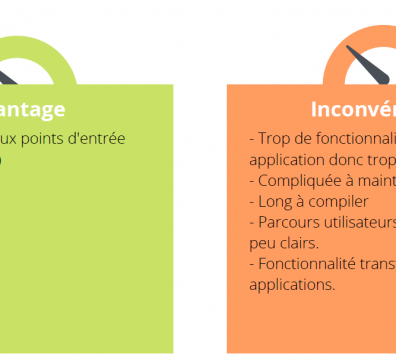 antage
ux points d'entrée
)
Inconvé
- Trop de fonctionnali
application donc trop
- Compliquée à maint
- Long à compiler
- Parcours utilisateurs
peu clairs.
- Fonctionnalité trans
applications.